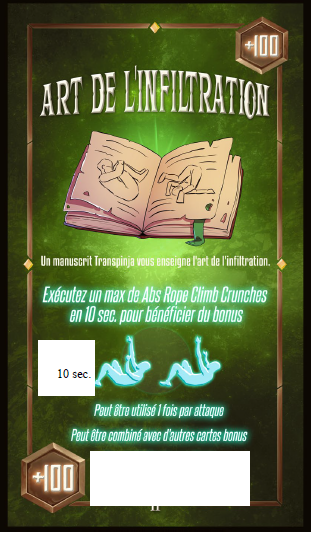 +100
ART DE L'INFILTRATION
Un manuscrit Transpinja vous enseigne l'art de l'infiltration.
Exécutez un max de Abs Rope Climb Crunches
en 10 sec. pour bénéficier du bonus
10 sec.
Peut être utilisé 1 fois par attaque
Peut être combiné avec d'autres cartes bonus
+100